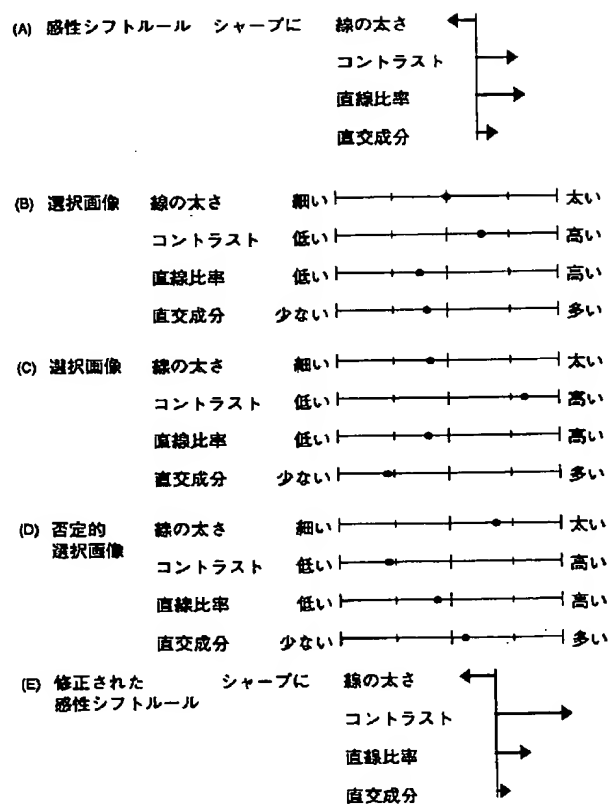 (A) 感性シフトルール シャープに 線の太さ
コントラスト
直線比率
直交成分
(B) 選択画像 線の太さ 細い 太い
コントラスト 低い 高い
直線比率 低い 高い
直交成分 少ない 多い
(C) 選択画像 線の太さ 細い 太い
コントラスト 低い 高い
直線比率 低い 高い
直交成分 少ない 多い
(D) 否定的 線の太さ 細い 太い
選択画像
コントラスト 低い 高い
直線比率 低い 高い
直交成分 少ない 多い
(E) 修正された シャープに 線の太さ
感性シフトルール
コントラスト
直線比率
直交成分